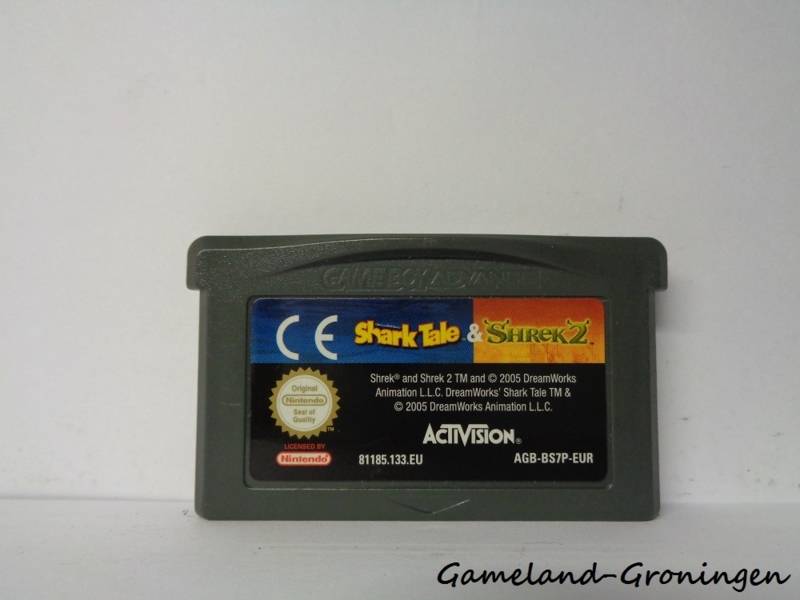 GAME BOY ADVANCE
CE Shark Tale & SHREK 2™
Original
Nintendo
Seal of
Quality
TM
LICENSED BY
Nintendo®
Shrek® and Shrek 2 TM and © 2005 DreamWorks
Animation L.L.C. DreamWorks' Shark Tale TM &
© 2005 DreamWorks Animation L.L.C.
ACTIVISION®
81185.133.EU
AGB-BS7P-EUR
Gameland-Groningen